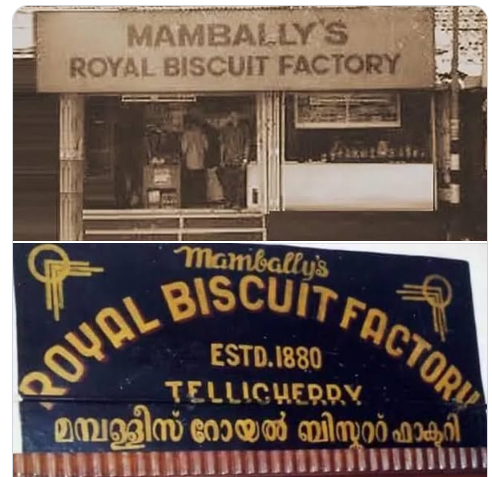 MAMBALLY'S
ROYAL BISCUIT FACTORY
Mambally's
ROYAL BISCUIT FACTORY
ESTD.1880
TELLICHERRY
മമ്പള്ളീസ് റോയൽ ബിസ്കറ്റ് ഫാക്ടറി